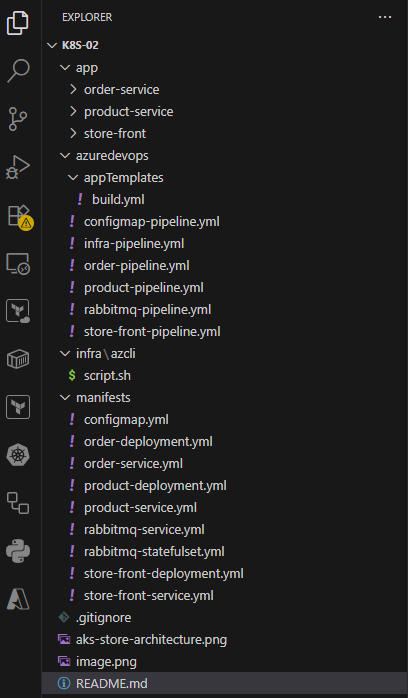 EXPLORER
K8S-02
app
order-service
product-service
store-front
azuredevops
appTemplates
build.yml
configmap-pipeline.yml
infra-pipeline.yml
order-pipeline.yml
product-pipeline.yml
rabbitmq-pipeline.yml
store-front-pipeline.yml
infra\azcli
$ script.sh
manifests
configmap.yml
order-deployment.yml
order-service.yml
product-deployment.yml
product-service.yml
rabbitmq-service.yml
rabbitmq-statefulset.yml
store-front-deployment.yml
store-front-service.yml
.gitignore
aks-store-architecture.png
image.png
README.md